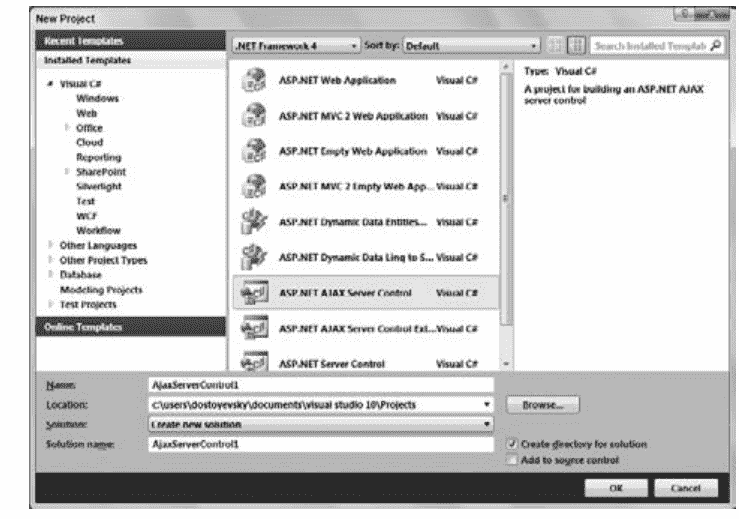 New Project
Recent Templates
Installed Templates
Visual C#
Windows
Web
Office
Cloud
Reporting
SharePoint
Silverlight
Test
WCF
Workflow
Other Languages
Other Project Types
Database
Modeling Projects
Test Projects
Online Templates
.NET Framework 4 Sort by: Default Search Installed Templab
ASP.NET Web Application Visual C#
ASP.NET MVC 2 Web Application Visual C#
ASP.NET Empty Web Application Visual C#
ASP.NET MVC 2 Empty Web App... Visual C#
ASP.NET Dynamic Data Entities... Visual C#
ASP.NET Dynamic Data Linq to S... Visual C#
ASP.NET AJAX Server Control Visual C#
ASP.NET AJAX Server Control Ext...Visual C#
ASP.NET Server Control Visual C#
Type: Visual C#
A project for building an ASP.NET AJAX
server control
Name: AjaxServerControl1
Location: c:\users\dostoyevsky\documents\visual studio 10\Projects Browse...
Solution: Create new solution
Solution name: AjaxServerControl1 Create directory for solution
Add to source control
OK Cancel